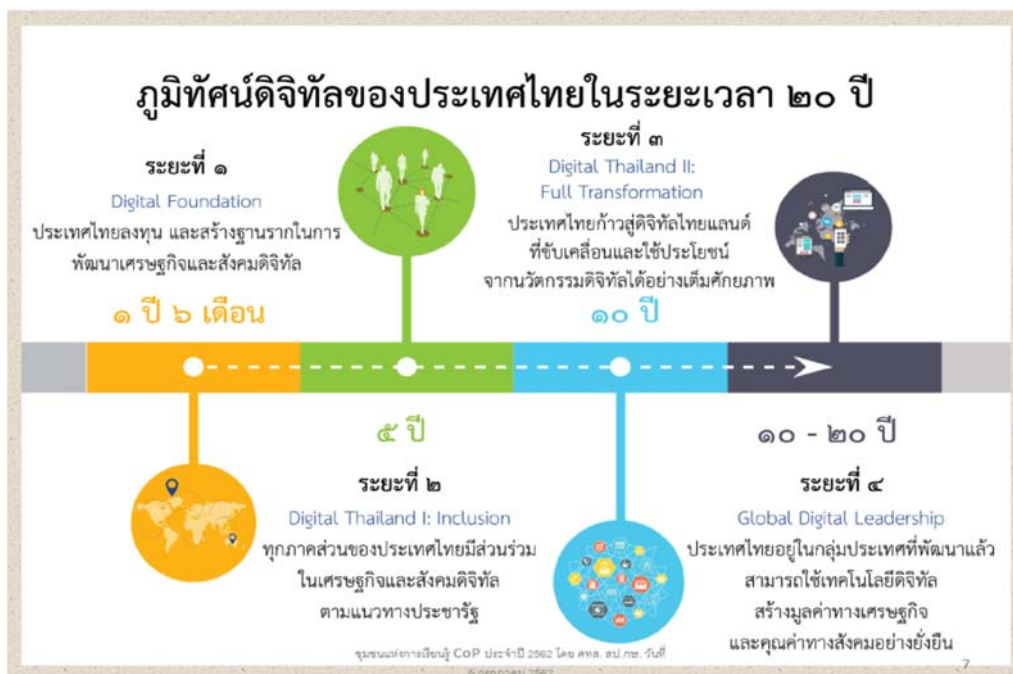 ภูมิทัศน์ดิจิทัลของประเทศไทยในระยะเวลา ๒๐ ปี
ระยะที่ ๑
Digital Foundation
ประเทศไทยลงทุน และสร้างฐานรากในการ
พัฒนาเศรษฐกิจและสังคมดิจิทัล
๑ ปี ๖ เดือน
๕ ปี
ระยะที่ ๒
Digital Thailand I: Inclusion
ทุกภาคส่วนของประเทศไทยมีส่วนร่วม
ในเศรษฐกิจและสังคมดิจิทัล
ตามแนวทางประชารัฐ
ระยะที่ ๓
Digital Thailand II:
Full Transformation
ประเทศไทยก้าวสู่ดิจิทัลไทยแลนด์
ที่ขับเคลื่อนและใช้ประโยชน์
จากนวัตกรรมดิจิทัลได้อย่างเต็มศักยภาพ
๑๐ ปี
๑๐ - ๒๐ ปี
ระยะที่ ๔
Global Digital Leadership
ประเทศไทยอยู่ในกลุ่มประเทศที่พัฒนาแล้ว
สามารถใช้เทคโนโลยีดิจิทัล
สร้างมูลค่าทางเศรษฐกิจ
และคุณค่าทางสังคมอย่างยั่งยืน
ชุมชนแห่งการเรียนรู้ CoP ประจำปี 2562 โดย ศทส. สป.กษ. วันที่
7